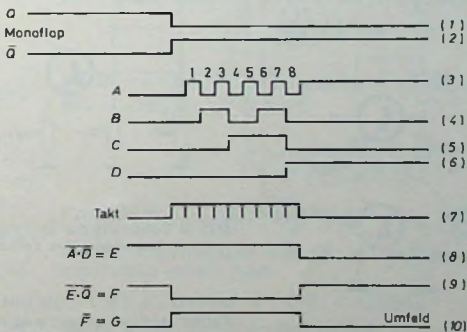 Q (1)
Monoflop
Q̅ (2)
1 2 3 4 5 6 7 8
A (3)
B (4)
C (5)
D (6)
Takt (7)
A̅·̅D̅ = E (8)
E̅·̅Q̅ = F (9)
F̅ = G Umfeld (10)